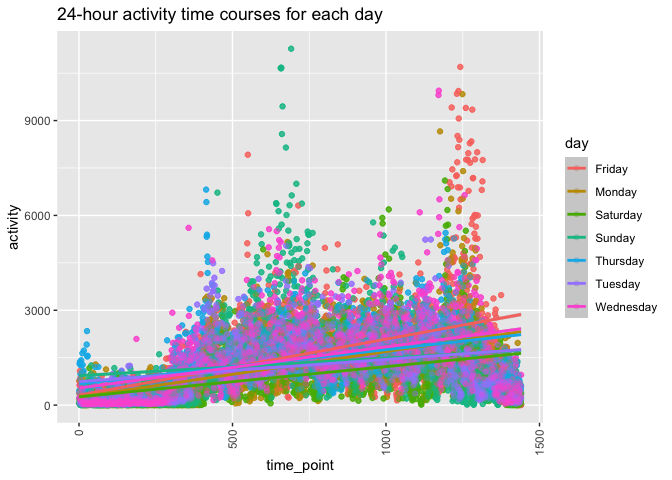 24-hour activity time courses for each day
9000
6000
3000
0
activity
0
500
1000
1500
time_point
day
Friday
Monday
Saturday
Sunday
Thursday
Tuesday
Wednesday